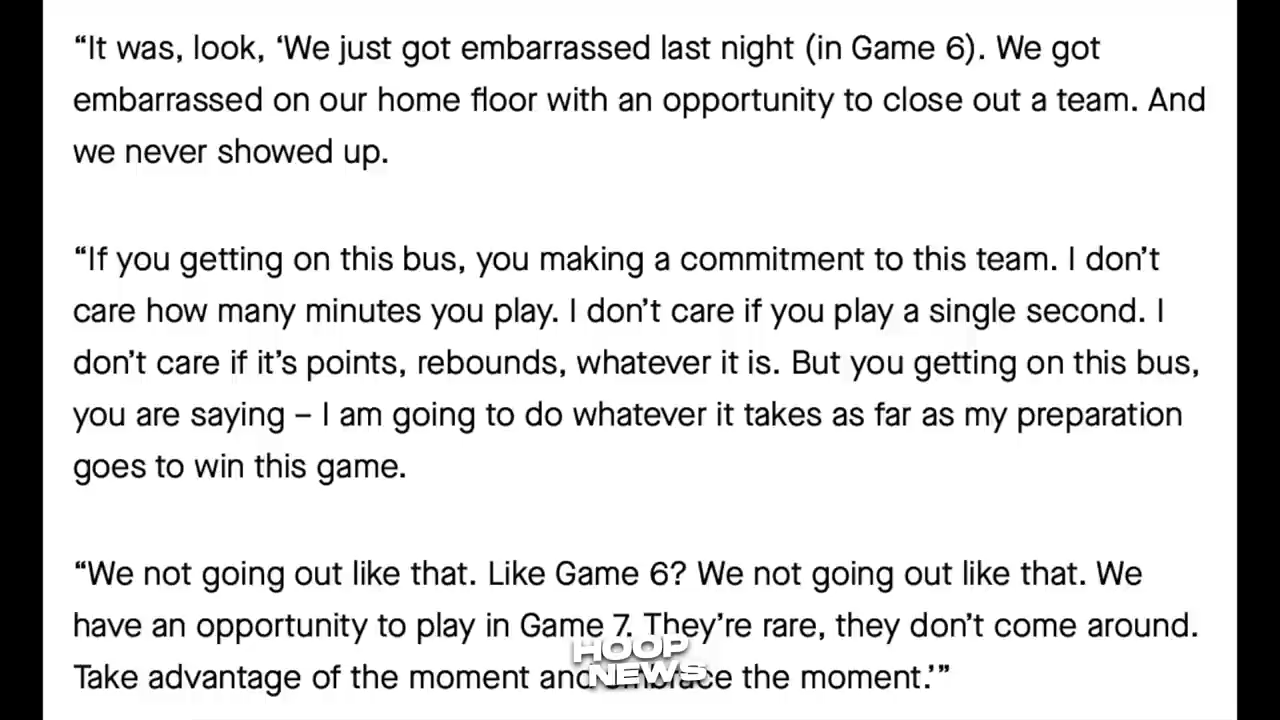 “It was, look, ‘We just got embarrassed last night (in Game 6). We got
embarrassed on our home floor with an opportunity to close out a team. And
we never showed up.
“If you getting on this bus, you making a commitment to this team. I don’t
care how many minutes you play. I don’t care if you play a single second. I
don’t care if it’s points, rebounds, whatever it is. But you getting on this bus,
you are saying – I am going to do whatever it takes as far as my preparation
goes to win this game.
“We not going out like that. Like Game 6? We not going out like that. We
have an opportunity to play in Game 7. They’re rare, they don’t come around.
Take advantage of the moment and embrace the moment.’”
HOOP
NEWS